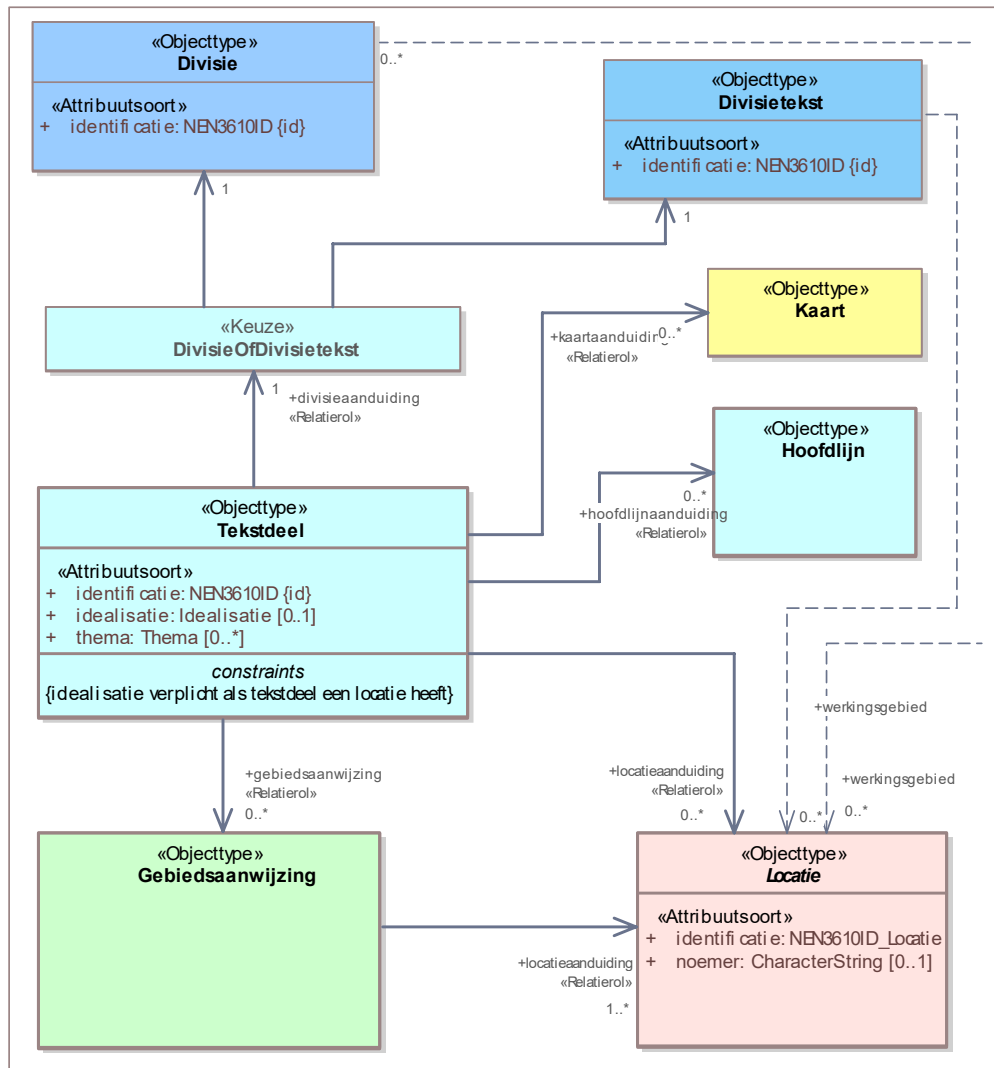 «Objecttype»
Divisie
«Attribuutsoort»
+ identificatie: NEN3610ID {id}
0..*
«Objecttype»
Divisietekst
«Attribuutsoort»
+ identificatie: NEN3610ID {id}
1
1
«Keuze»
DivisieOfDivisietekst
«Objecttype»
Kaart
+kaartaanduiding
0..*
«Relatierol»
1
+divisieaanduiding
«Relatierol»
«Objecttype»
Hoofdlijn
0..*
+hoofdlijnaanduiding
«Relatierol»
«Objecttype»
Tekstdeel
«Attribuutsoort»
+ identificatie: NEN3610ID {id}
+ idealisatie: Idealisatie [0..1]
+ thema: Thema [0..*]
constraints
{idealisatie verplicht als tekstdeel een locatie heeft}
+werkingsgebied
+gebiedsaanwijzing
«Relatierol»
0..*
+locatieaanduiding
«Relatierol»
0..*
+werkingsgebied
0..*
0..*
«Objecttype»
Gebiedsaanwijzing
«Objecttype»
Locatie
«Attribuutsoort»
+ identificatie: NEN3610ID_Locatie
+ noemer: CharacterString [0..1]
+locatieaanduiding
«Relatierol»
1..*